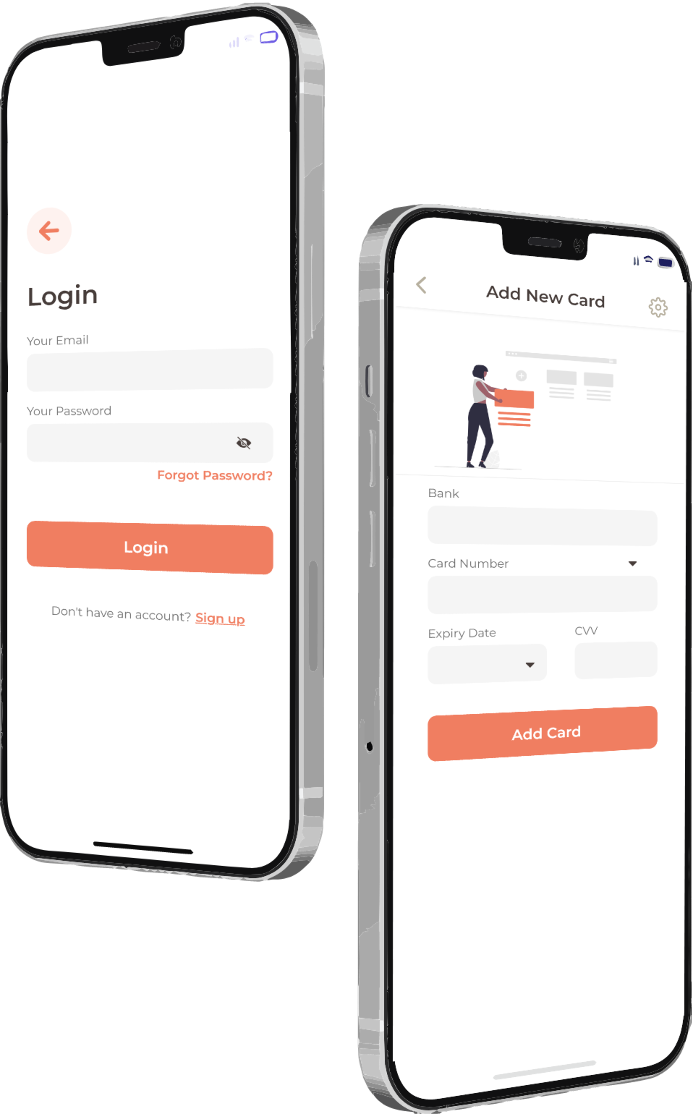 Login
Your Email
Your Password
Forgot Password?
Login
Don't have an account? Sign up
Add New Card
Bank
Card Number
Expiry Date
CVV
Add Card